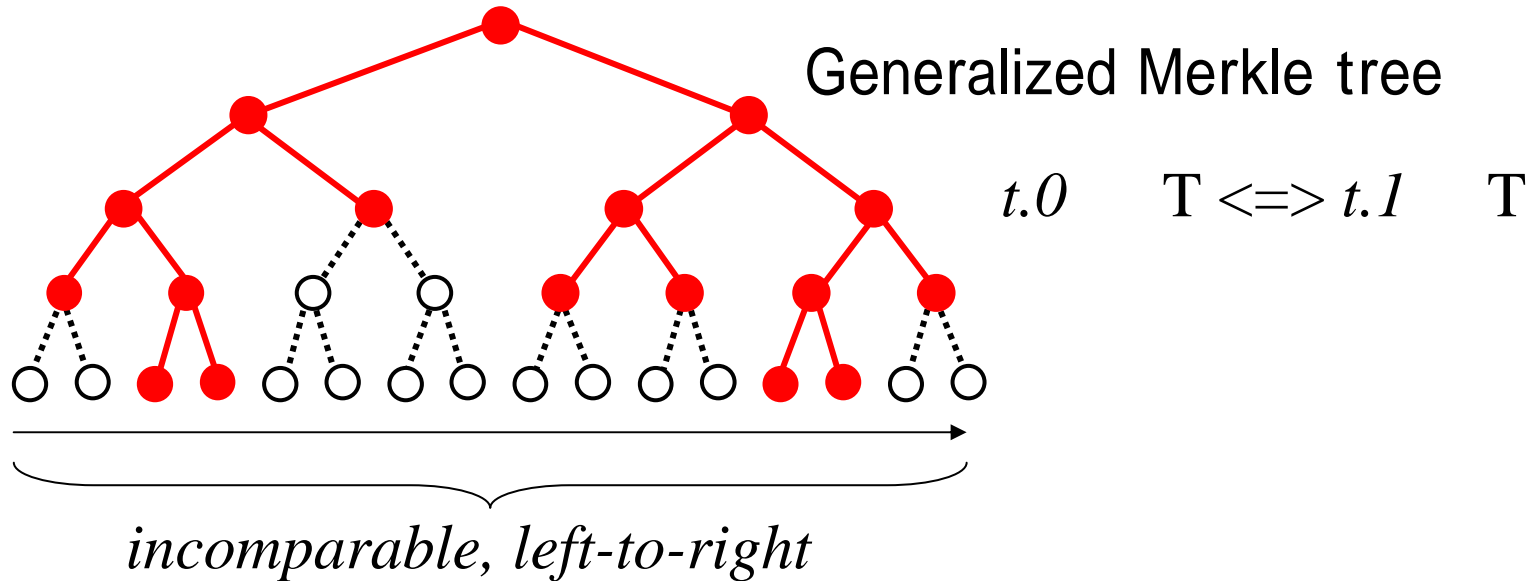 Generalized Merkle tree
t.0 T <=> t.1 T
incomparable, left-to-right